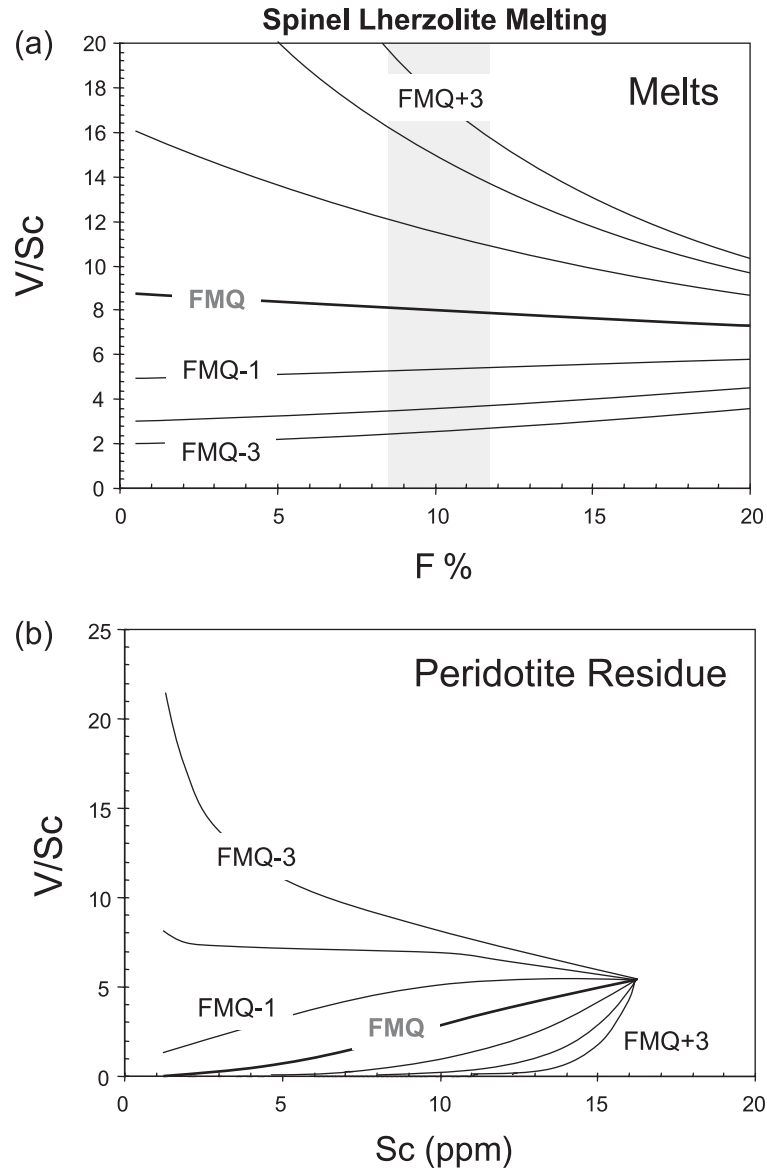 Spinel Lherzolite Melting
(a)
Melts
V/Sc
20
18
16
14
12
10
8
6
4
2
0
FMQ+3
FMQ
FMQ-1
FMQ-3
0 5 10 15 20
F %
(b)
Peridotite Residue
V/Sc
25
20
15
10
5
0
FMQ-3
FMQ-1
FMQ
FMQ+3
0 5 10 15 20
Sc (ppm)